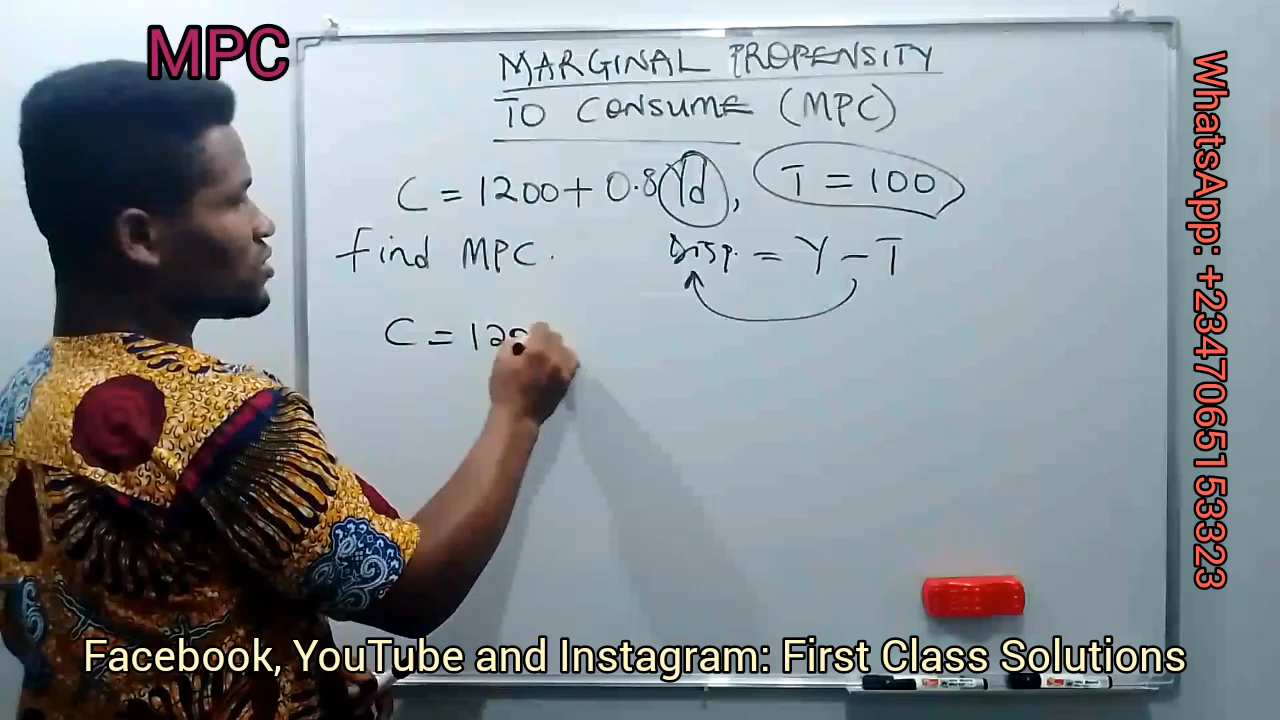 MPC
MARGINAL PROPENSITY
TO CONSUME (MPC)
C = 1200 + 0.8Yd, T = 100
find MPC. Disp. = Y - T
C = 12
WhatsApp: +2347065153323
Facebook, YouTube and Instagram: First Class Solutions